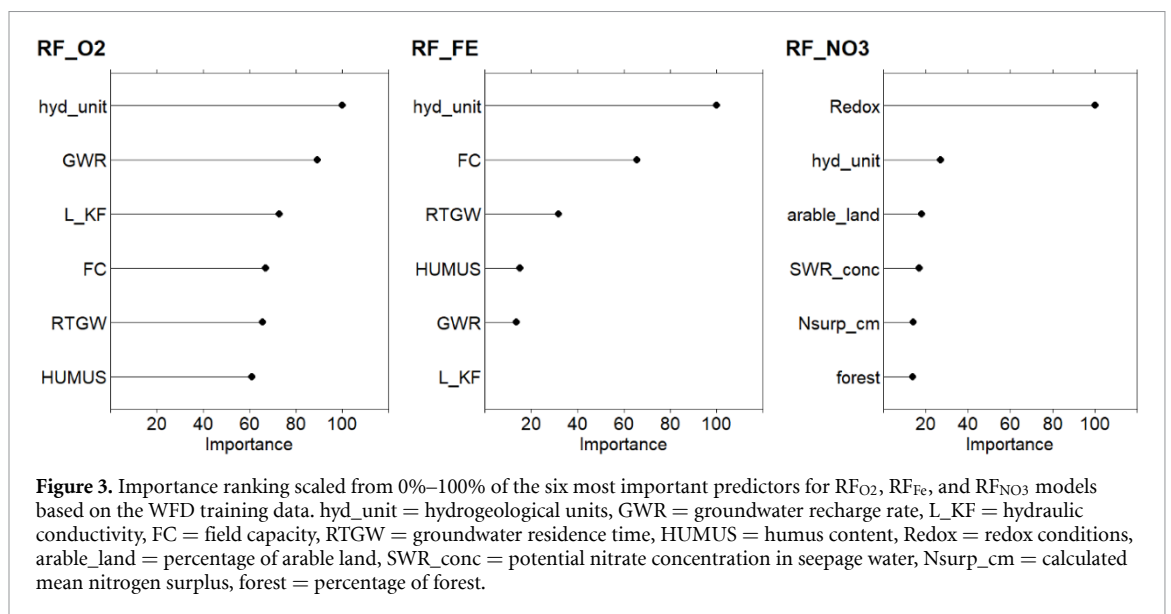 RF_O2
hyd_unit
GWR
L_KF
FC
RTGW
HUMUS
20 40 60 80 100
Importance
RF_FE
hyd_unit
FC
RTGW
HUMUS
GWR
L_KF
20 40 60 80 100
Importance
RF_NO3
Redox
hyd_unit
arable_land
SWR_conc
Nsurp_cm
forest
20 40 60 80 100
Importance
Figure 3. Importance ranking scaled from 0%–100% of the six most important predictors for RFO2, RFFe, and RFNO3 models
based on the WFD training data. hyd_unit = hydrogeological units, GWR = groundwater recharge rate, L_KF = hydraulic
conductivity, FC = field capacity, RTGW = groundwater residence time, HUMUS = humus content, Redox = redox conditions,
arable_land = percentage of arable land, SWR_conc = potential nitrate concentration in seepage water, Nsurp_cm = calculated
mean nitrogen surplus, forest = percentage of forest.